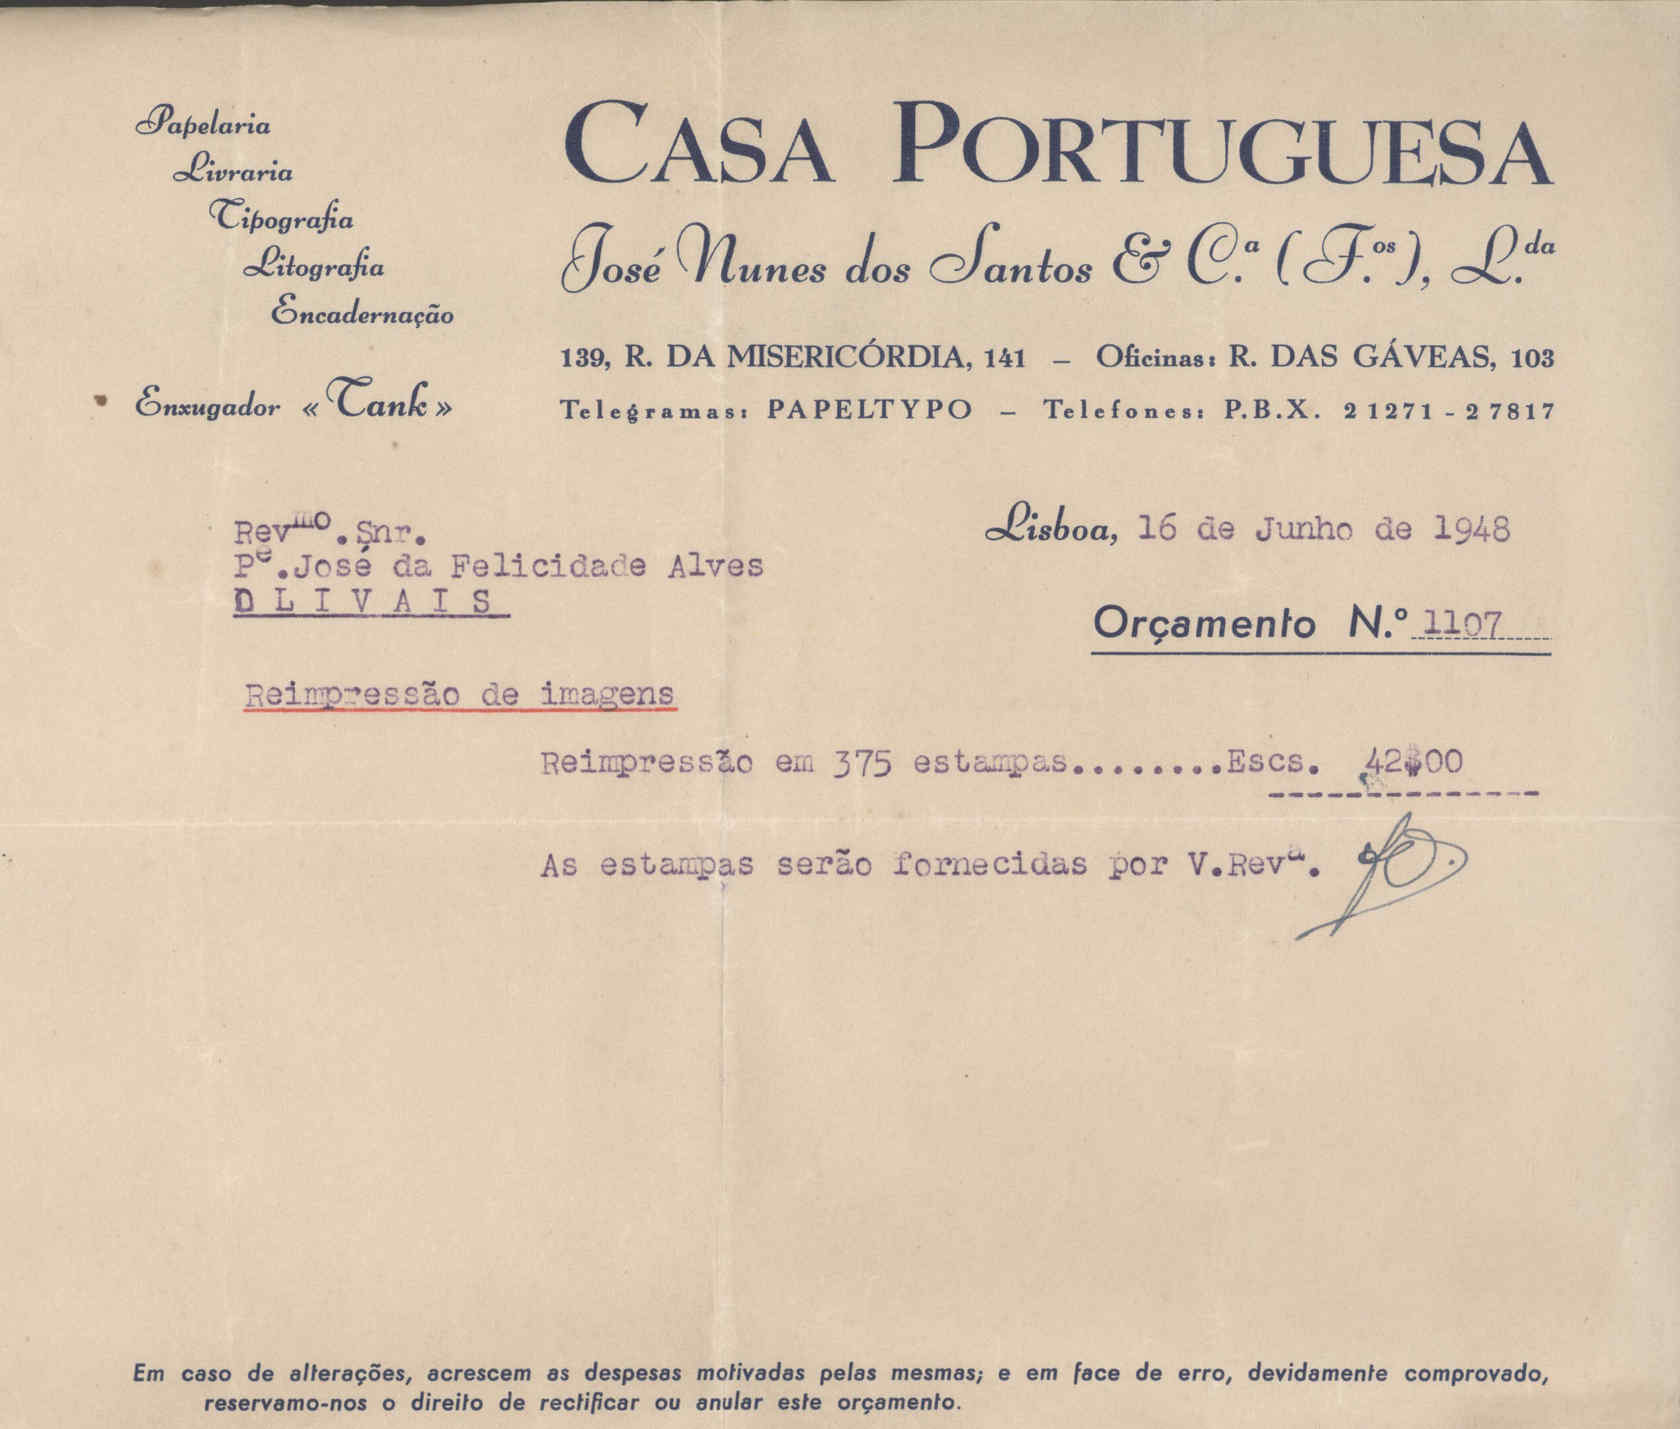 Papelaria
Livraria
Tipografia
Litografia
Encadernação
Enxugador «Tank»
CASA PORTUGUESA
José Nunes dos Santos & C.ª (F.os), L.da
139, R. DA MISERICÓRDIA, 141 – Oficinas: R. DAS GÁVEAS, 103
Telegramas: PAPELTYPO – Telefones: P.B.X. 21271-27817
Revmo.Snr.
Pe.José da Felicidade Alves
OLIVAIS
Lisboa, 16 de Junho de 1948
Orçamento N.º 1107
Reimpressão de imagens
Reimpressão em 375 estampas........Escs. 42$00
As estampas serão fornecidas por V.Revª.
Em caso de alterações, acrescem as despesas motivadas pelas mesmas; e em face de erro, devidamente comprovado,
reservamo-nos o direito de rectificar ou anular este orçamento.